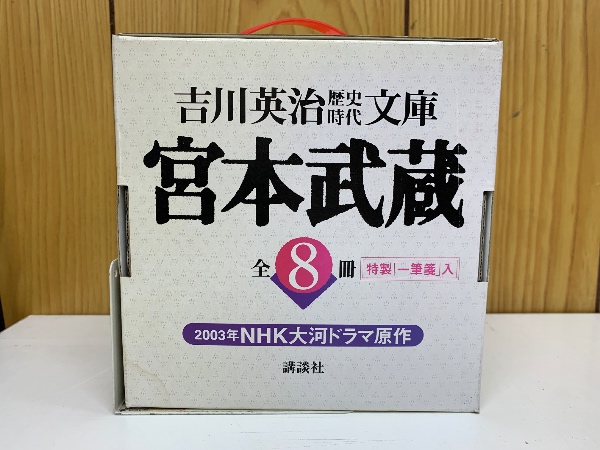 吉川英治歴史時代文庫
宮本武蔵
全8冊 特製「一筆箋」入
2003年NHK大河ドラマ原作
講談社